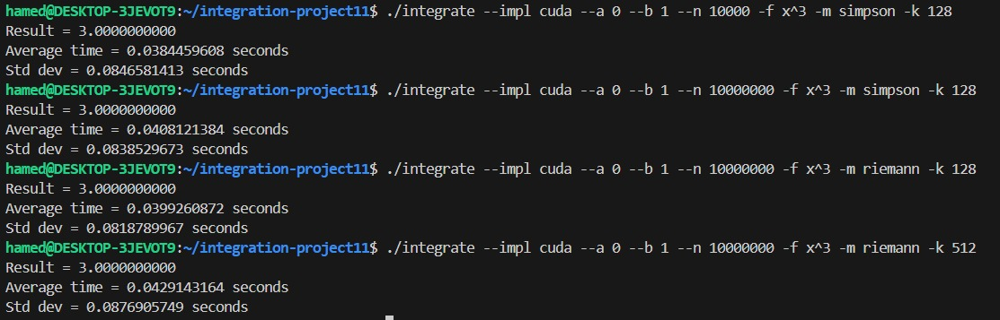 hamed@DESKTOP-3JEVOT9:~/integration-project11$ ./integrate --impl cuda --a 0 --b 1 --n 10000 -f x^3 -m simpson -k 128
Result = 3.0000000000
Average time = 0.0384459608 seconds
Std dev = 0.0846581413 seconds
hamed@DESKTOP-3JEVOT9:~/integration-project11$ ./integrate --impl cuda --a 0 --b 1 --n 10000000 -f x^3 -m simpson -k 128
Result = 3.0000000000
Average time = 0.0408121384 seconds
Std dev = 0.0838529673 seconds
hamed@DESKTOP-3JEVOT9:~/integration-project11$ ./integrate --impl cuda --a 0 --b 1 --n 10000000 -f x^3 -m riemann -k 128
Result = 3.0000000000
Average time = 0.0399260872 seconds
Std dev = 0.0818789967 seconds
hamed@DESKTOP-3JEVOT9:~/integration-project11$ ./integrate --impl cuda --a 0 --b 1 --n 10000000 -f x^3 -m riemann -k 512
Result = 3.0000000000
Average time = 0.0429143164 seconds
Std dev = 0.0876905749 seconds